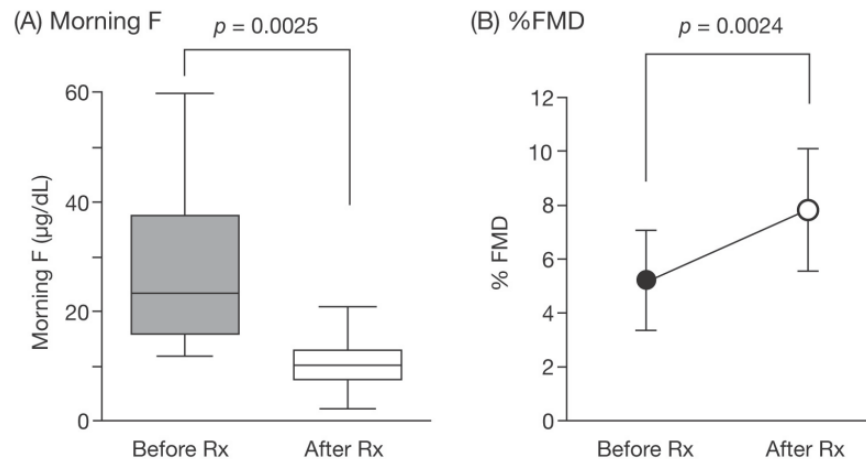 (A) Morning F
p = 0.0025
60
40
20
0
Morning F (µg/dL)
Before Rx
After Rx
(B) %FMD
p = 0.0024
12
10
8
6
4
2
0
% FMD
Before Rx
After Rx